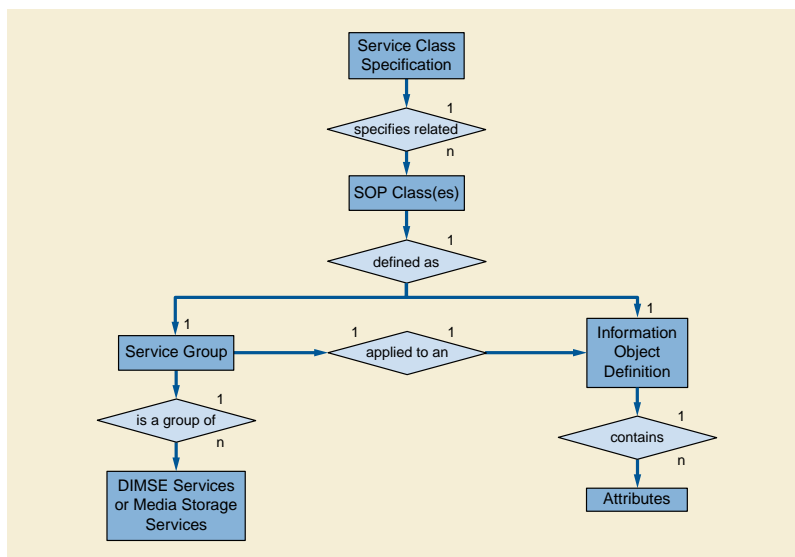 Service Class
Specification
1
specifies related
n
SOP Class(es)
1
defined as
1
1
Service Group
1
1
applied to an
Information
Object
Definition
1
is a group of
n
1
contains
n
DIMSE Services
or Media Storage
Services
Attributes